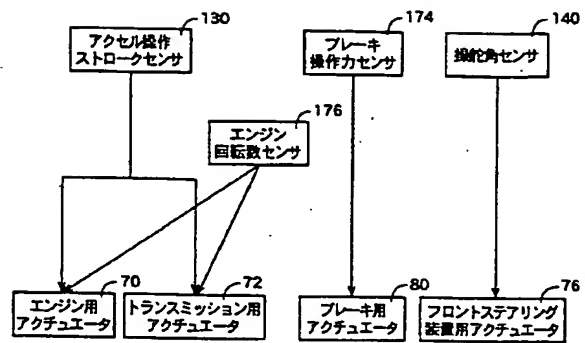 130
アクセル操作
ストロークセンサ
174
ブレーキ
操作力センサ
140
操舵角センサ
176
エンジン
回転数センサ
70
エンジン用
アクチュエータ
72
トランスミッション用
アクチュエータ
80
ブレーキ用
アクチュエータ
76
フロントステアリング
装置用アクチュエータ